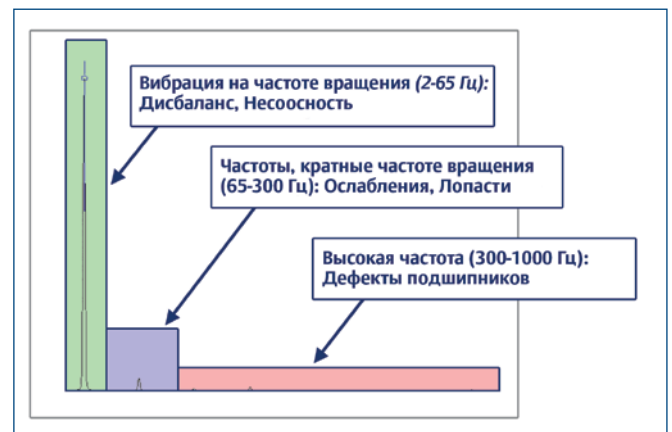 Вибрация на частоте вращения (2-65 Гц):
Дисбаланс, Несоосность
Частоты, кратные частоте вращения
(65-300 Гц): Ослабления, Лопасти
Высокая частота (300-1000 Гц):
Дефекты подшипников